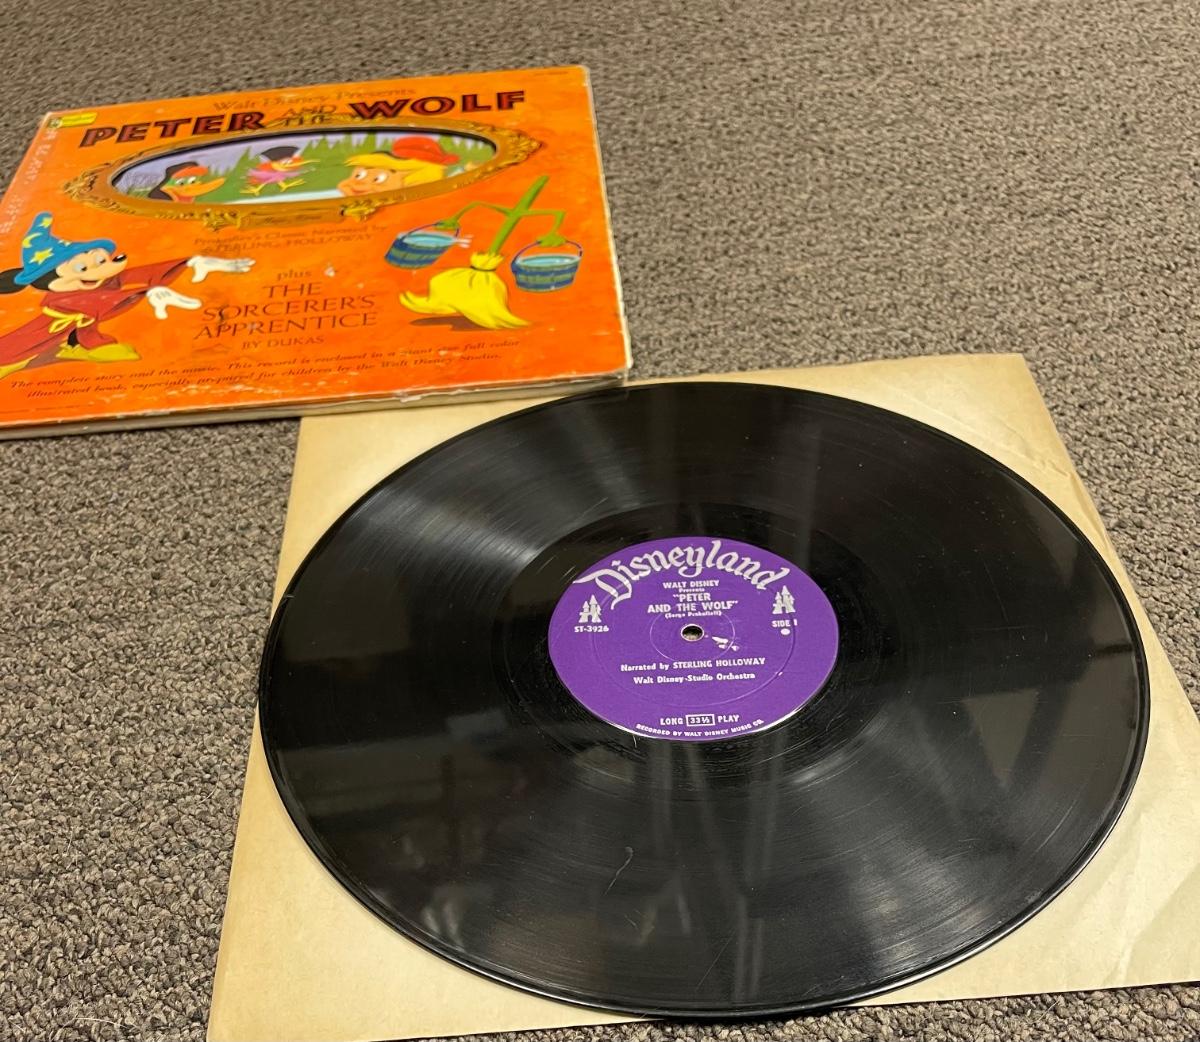 Walt Disney Presents
PETER AND THE WOLF
Prokofiev's Classic Narrated by
STERLING HOLLOWAY
plus
THE
SORCERER'S
APPRENTICE
BY DUKAS
The complete story and the music. This record is enclosed in a giant size full color
illustrated book, especially prepared for children by the Walt Disney Studio.
Disneyland
WALT DISNEY
Presents
"PETER
AND THE WOLF"
(Serge Prokofieff)
ST-3926
SIDE 1
Narrated by STERLING HOLLOWAY
Walt Disney Studio Orchestra
LONG 33⅓ PLAY
RECORDED BY WALT DISNEY MUSIC CO.